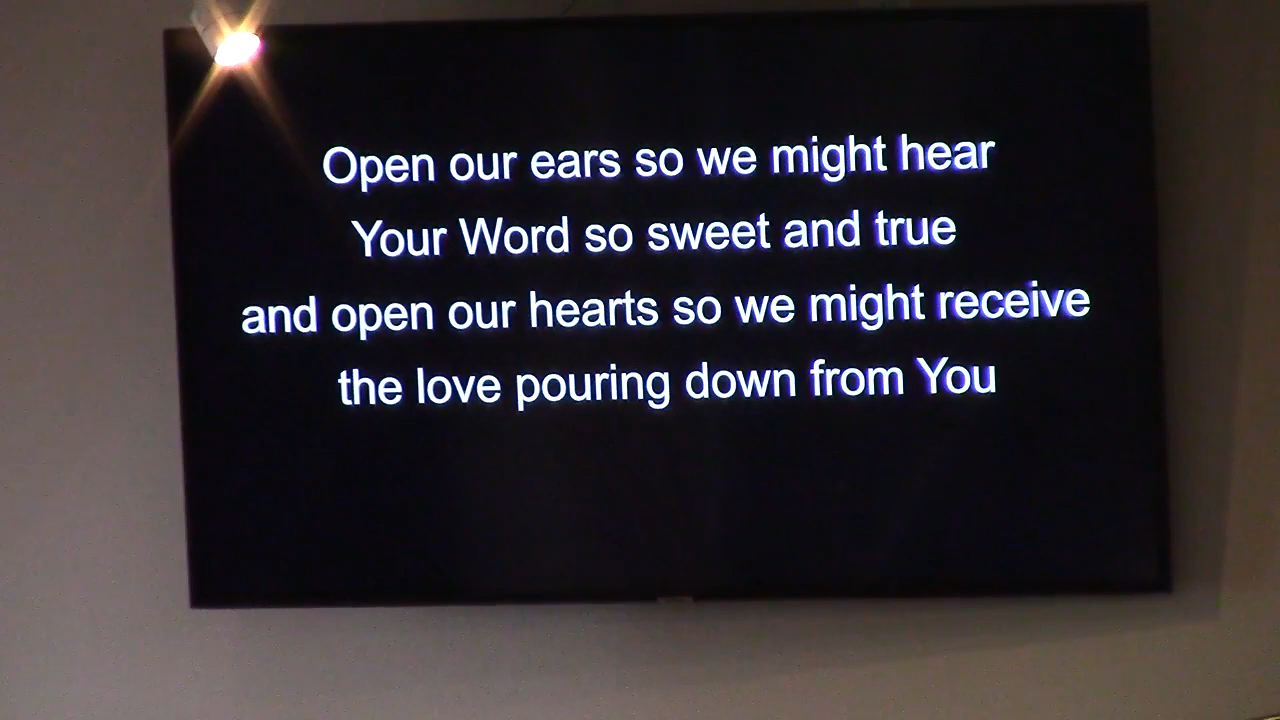 Open our ears so we might hear
Your Word so sweet and true
and open our hearts so we might receive
the love pouring down from You